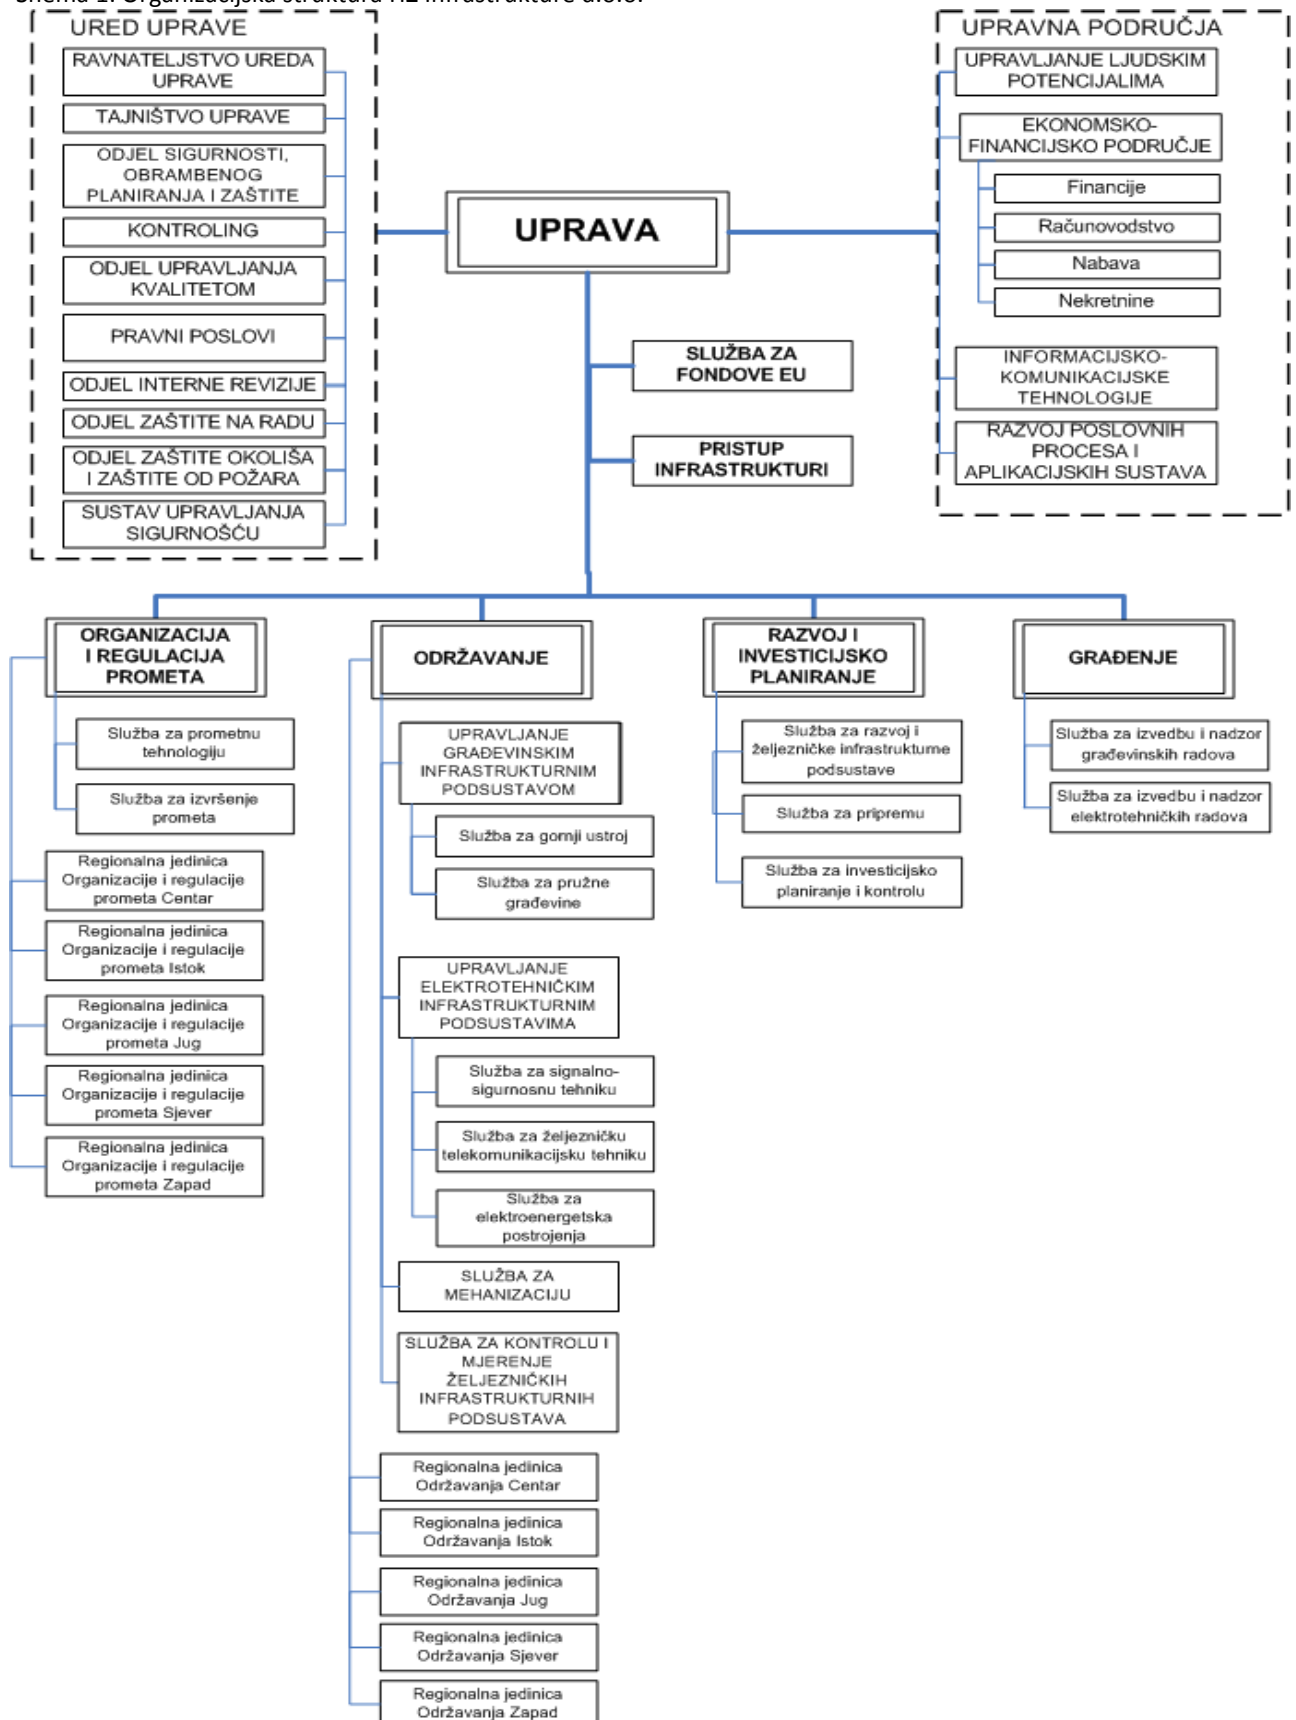 Shema 1. Organizacijska struktura HŽ Infrastrukture d.o.o.
URED UPRAVE
RAVNATELJSTVO UREDA
UPRAVE
TAJNIŠTVO UPRAVE
ODJEL SIGURNOSTI,
OBRAMBENOG
PLANIRANJA I ZAŠTITE
KONTROLING
ODJEL UPRAVLJANJA
KVALITETOM
PRAVNI POSLOVI
ODJEL INTERNE REVIZIJE
ODJEL ZAŠTITE NA RADU
ODJEL ZAŠTITE OKOLIŠA
I ZAŠTITE OD POŽARA
SUSTAV UPRAVLJANJA
SIGURNOŠĆU
UPRAVA
SLUŽBA ZA
FONDOVE EU
PRISTUP
INFRASTRUKTURI
UPRAVNA PODRUČJA
UPRAVLJANJE LJUDSKIM
POTENCIJALIMA
EKONOMSKO-
FINANCIJSKO PODRUČJE
Financije
Računovodstvo
Nabava
Nekretnine
INFORMACIJSKO-
KOMUNIKACIJSKE
TEHNOLOGIJE
RAZVOJ POSLOVNIH
PROCESA I
APLIKACIJSKIH SUSTAVA
ORGANIZACIJA
I REGULACIJA
PROMETA
Služba za prometnu
tehnologiju
Služba za izvršenje
prometa
Regionalna jedinica
Organizacije i regulacije
prometa Centar
Regionalna jedinica
Organizacije i regulacije
prometa Istok
Regionalna jedinica
Organizacije i regulacije
prometa Jug
Regionalna jedinica
Organizacije i regulacije
prometa Sjever
Regionalna jedinica
Organizacije i regulacije
prometa Zapad
ODRŽAVANJE
UPRAVLJANJE
GRAĐEVINSKIM
INFRASTRUKTURNIM
PODSUSTAVOM
Služba za gornji ustroj
Služba za pružne
građevine
UPRAVLJANJE
ELEKTROTEHNIČKIM
INFRASTRUKTURNIM
PODSUSTAVIMA
Služba za signalno-
sigurnosnu tehniku
Služba za željezničku
telekomunikacijsku tehniku
Služba za
elektroenergetska
postrojenja
SLUŽBA ZA
MEHANIZACIJU
SLUŽBA ZA KONTROLU I
MJERENJE
ŽELJEZNIČKIH
INFRASTRUKTURNIH
PODSUSTAVA
Regionalna jedinica
Održavanja Centar
Regionalna jedinica
Održavanja Istok
Regionalna jedinica
Održavanja Jug
Regionalna jedinica
Održavanja Sjever
Regionalna jedinica
Održavanja Zapad
RAZVOJ I
INVESTICIJSKO
PLANIRANJE
Služba za razvoj i
željezničke infrastrukturne
podsustave
Služba za pripremu
Služba za investicijsko
planiranje i kontrolu
GRAĐENJE
Služba za izvedbu i nadzor
građevinskih radova
Služba za izvedbu i nadzor
elektrotehničkih radova